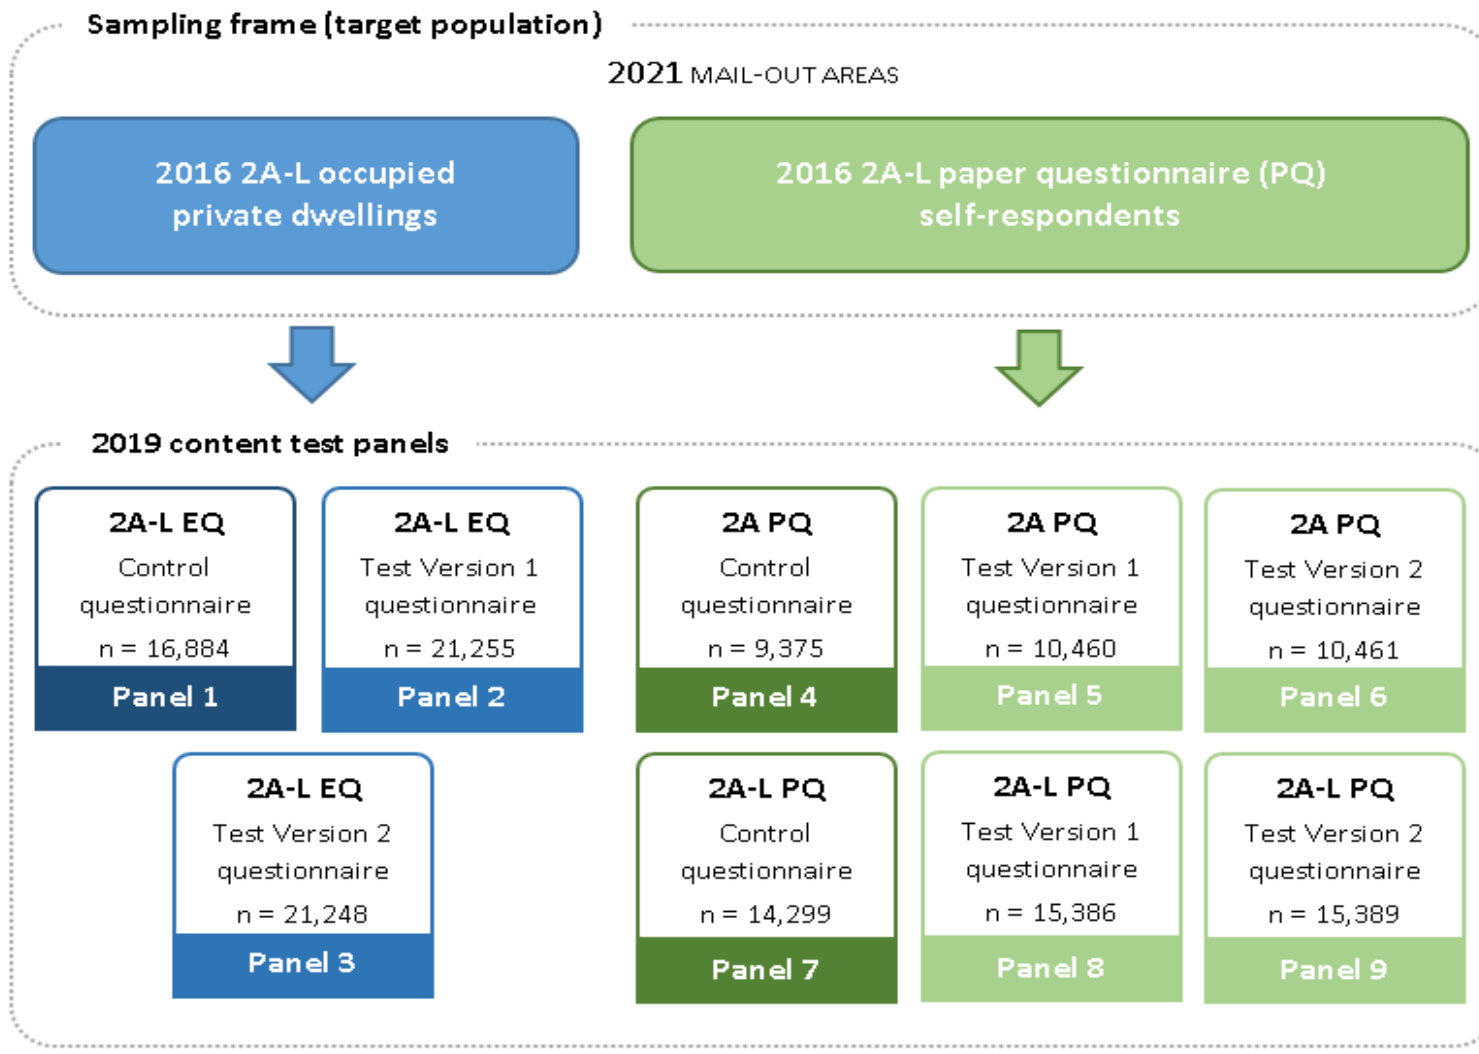 Sampling frame (target population)
2021 MAIL-OUT AREAS
2016 2A-L occupied
private dwellings
2016 2A-L paper questionnaire (PQ)
self-respondents
2019 content test panels
2A-L EQ
Control
questionnaire
n = 16,884
Panel 1
2A-L EQ
Test Version 1
questionnaire
n = 21,255
Panel 2
2A PQ
Control
questionnaire
n = 9,375
Panel 4
2A PQ
Test Version 1
questionnaire
n = 10,460
Panel 5
2A PQ
Test Version 2
questionnaire
n = 10,461
Panel 6
2A-L EQ
Test Version 2
questionnaire
n = 21,248
Panel 3
2A-L PQ
Control
questionnaire
n = 14,299
Panel 7
2A-L PQ
Test Version 1
questionnaire
n = 15,386
Panel 8
2A-L PQ
Test Version 2
questionnaire
n = 15,389
Panel 9